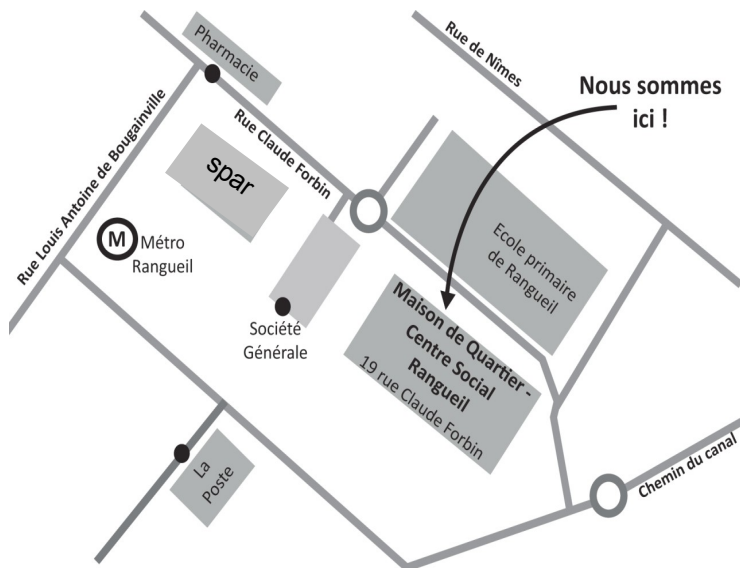 Pharmacie
Rue de Nîmes
Nous sommes
ici !
Rue Louis Antoine de Bougainville
Rue Claude Forbin
spar
M
Métro
Rangueil
Ecole primaire
de Rangueil
Société
Générale
Maison de Quartier -
Centre Social
Rangueil
19 rue Claude Forbin
La
Poste
Chemin du canal